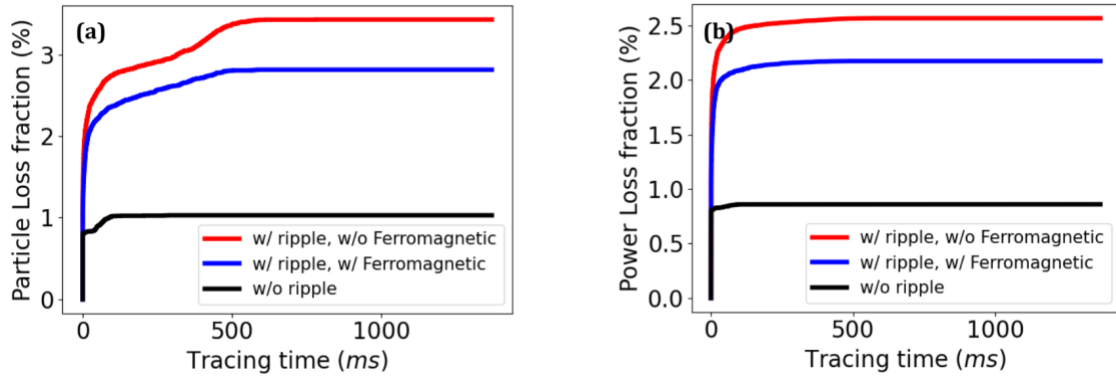 (a)
Particle Loss fraction (%)
3
2
1
0
w/ ripple, w/o Ferromagnetic
w/ ripple, w/ Ferromagnetic
w/o ripple
0 500 1000
Tracing time (ms)
(b)
Power Loss fraction (%)
2.5
2.0
1.5
1.0
0.5
0.0
w/ ripple, w/o Ferromagnetic
w/ ripple, w/ Ferromagnetic
w/o ripple
0 500 1000
Tracing time (ms)